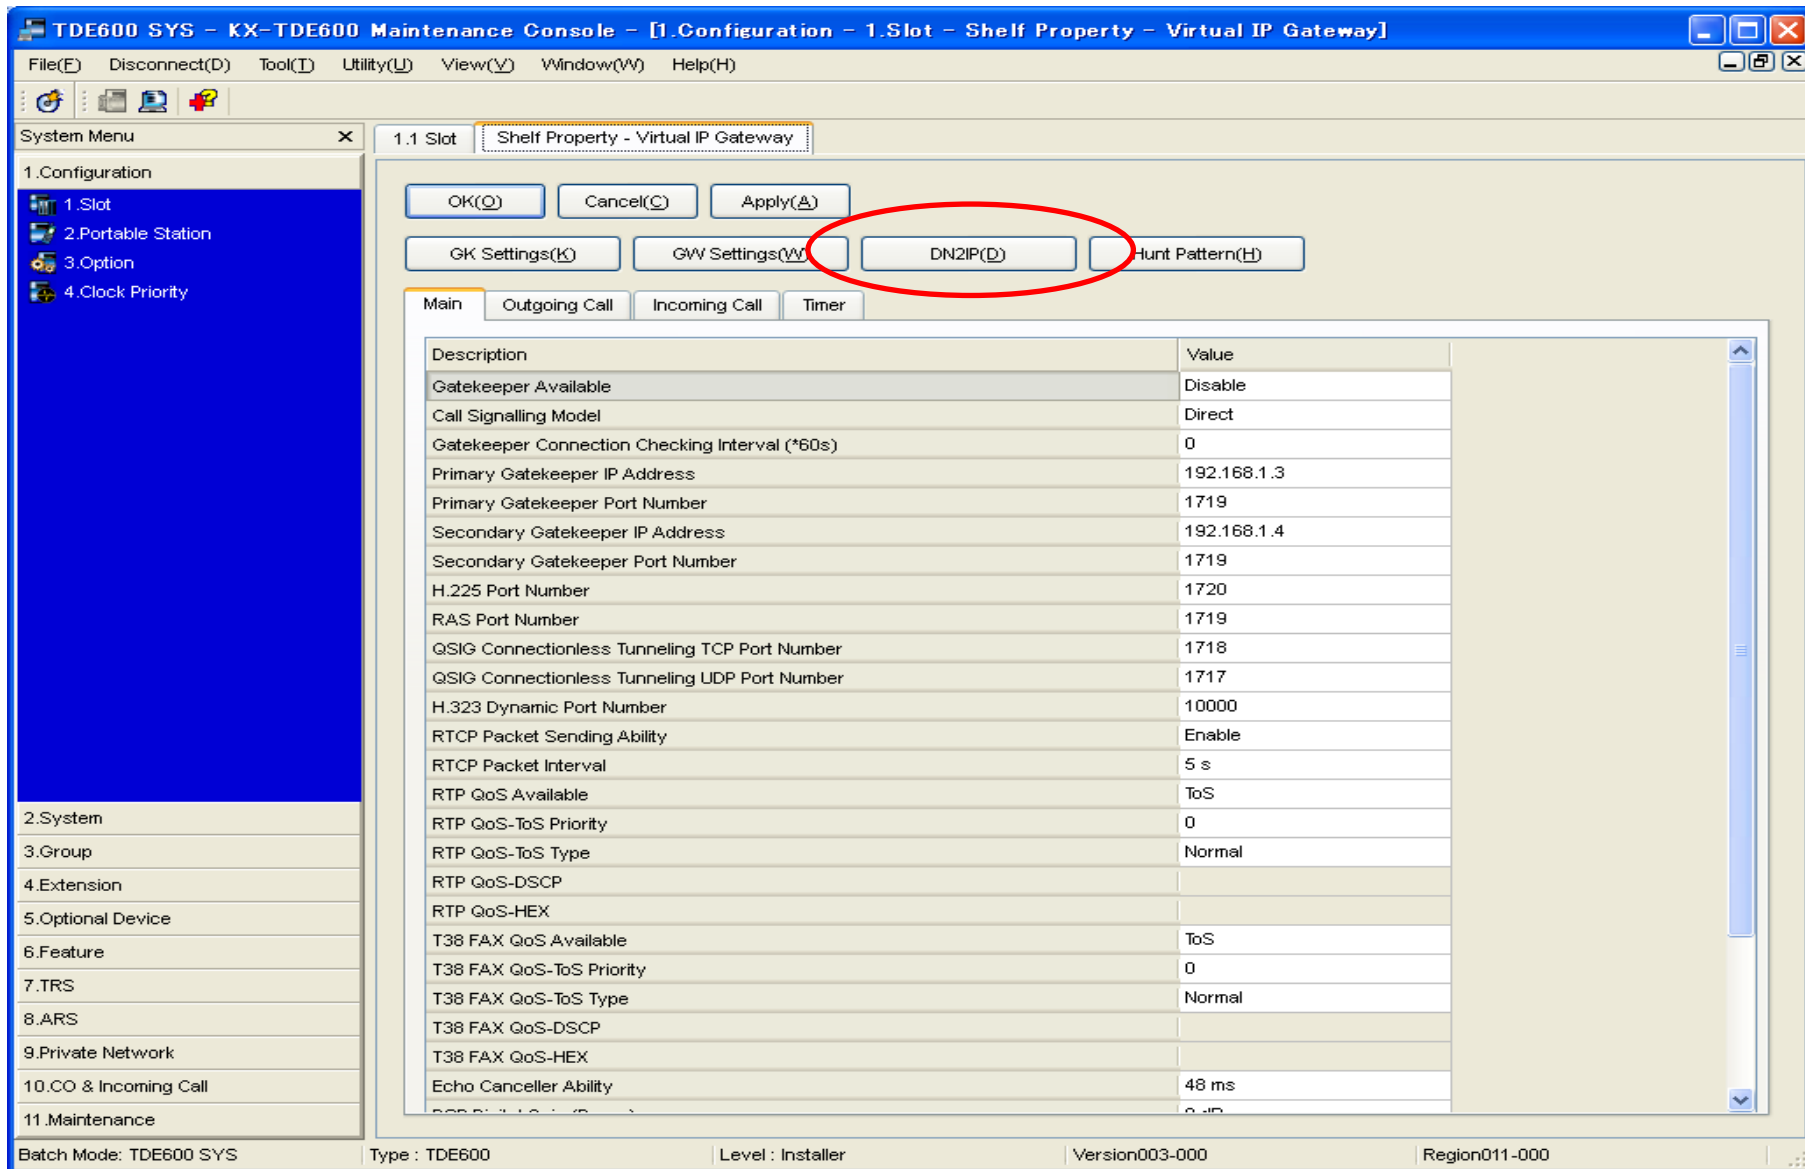 TDE600 SYS - KX-TDE600 Maintenance Console - [1.Configuration - 1.Slot - Shelf Property - Virtual IP Gateway]
File(F) Disconnect(D) Tool(T) Utility(U) View(V) Window(W) Help(H)
System Menu
1.Configuration
1.Slot
2.Portable Station
3.Option
4.Clock Priority
2.System
3.Group
4.Extension
5.Optional Device
6.Feature
7.TRS
8.ARS
9.Private Network
10.CO & Incoming Call
11.Maintenance
1.1 Slot Shelf Property - Virtual IP Gateway
OK(O) Cancel(C) Apply(A)
GK Settings(K) GW Settings(W) DN2IP(D) Hunt Pattern(H)
Main Outgoing Call Incoming Call Timer
Description Value
Gatekeeper Available Disable
Call Signalling Model Direct
Gatekeeper Connection Checking Interval (*60s) 0
Primary Gatekeeper IP Address 192.168.1.3
Primary Gatekeeper Port Number 1719
Secondary Gatekeeper IP Address 192.168.1.4
Secondary Gatekeeper Port Number 1719
H.225 Port Number 1720
RAS Port Number 1719
QSIG Connectionless Tunneling TCP Port Number 1718
QSIG Connectionless Tunneling UDP Port Number 1717
H.323 Dynamic Port Number 10000
RTCP Packet Sending Ability Enable
RTCP Packet Interval 5 s
RTP QoS Available ToS
RTP QoS-ToS Priority 0
RTP QoS-ToS Type Normal
RTP QoS-DSCP
RTP QoS-HEX
T38 FAX QoS Available ToS
T38 FAX QoS-ToS Priority 0
T38 FAX QoS-ToS Type Normal
T38 FAX QoS-DSCP
T38 FAX QoS-HEX
Echo Canceller Ability 48 ms
Batch Mode: TDE600 SYS Type : TDE600 Level : Installer Version003-000 Region011-000